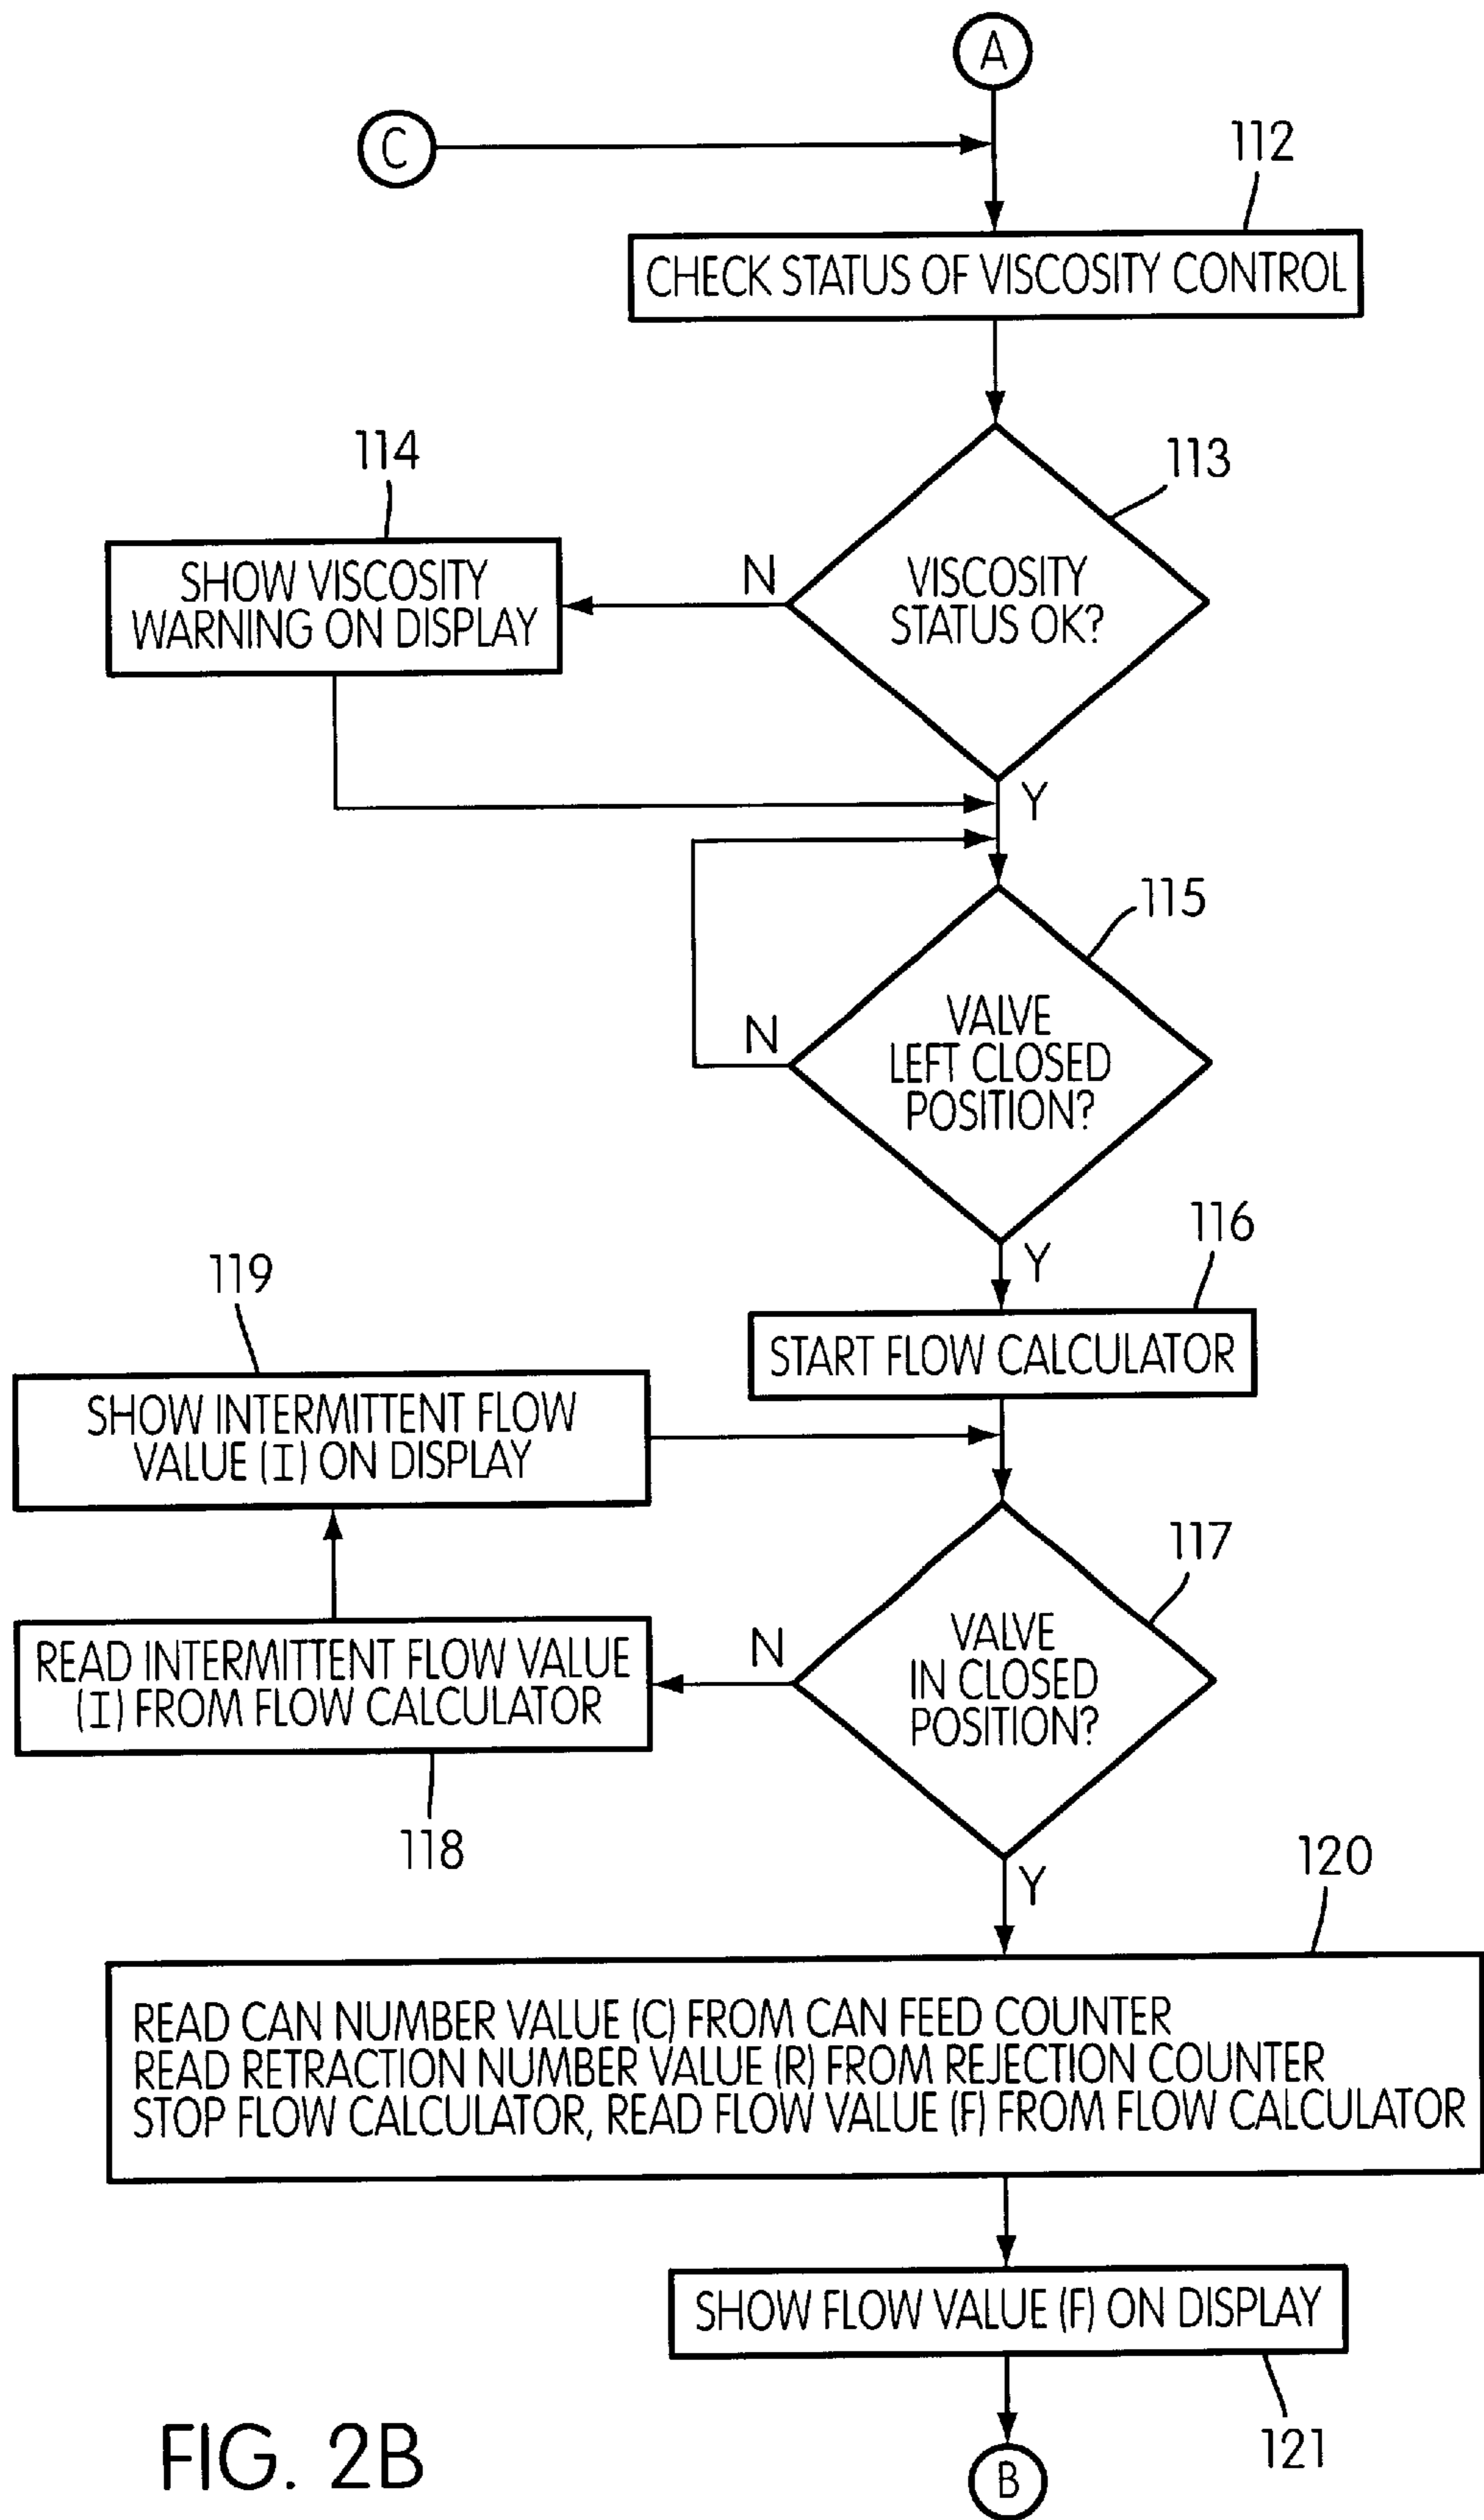 A
C
112
CHECK STATUS OF VISCOSITY CONTROL
113
114
VISCOSITY
STATUS OK?
N
SHOW VISCOSITY
WARNING ON DISPLAY
Y
115
VALVE
LEFT CLOSED
POSITION?
N
Y
116
START FLOW CALCULATOR
119
SHOW INTERMITTENT FLOW
VALUE (I) ON DISPLAY
117
VALVE
IN CLOSED
POSITION?
N
READ INTERMITTENT FLOW VALUE
(I) FROM FLOW CALCULATOR
118
Y
120
READ CAN NUMBER VALUE (C) FROM CAN FEED COUNTER
READ RETRACTION NUMBER VALUE (R) FROM REJECTION COUNTER
STOP FLOW CALCULATOR, READ FLOW VALUE (F) FROM FLOW CALCULATOR
SHOW FLOW VALUE (F) ON DISPLAY
121
B
FIG. 2B